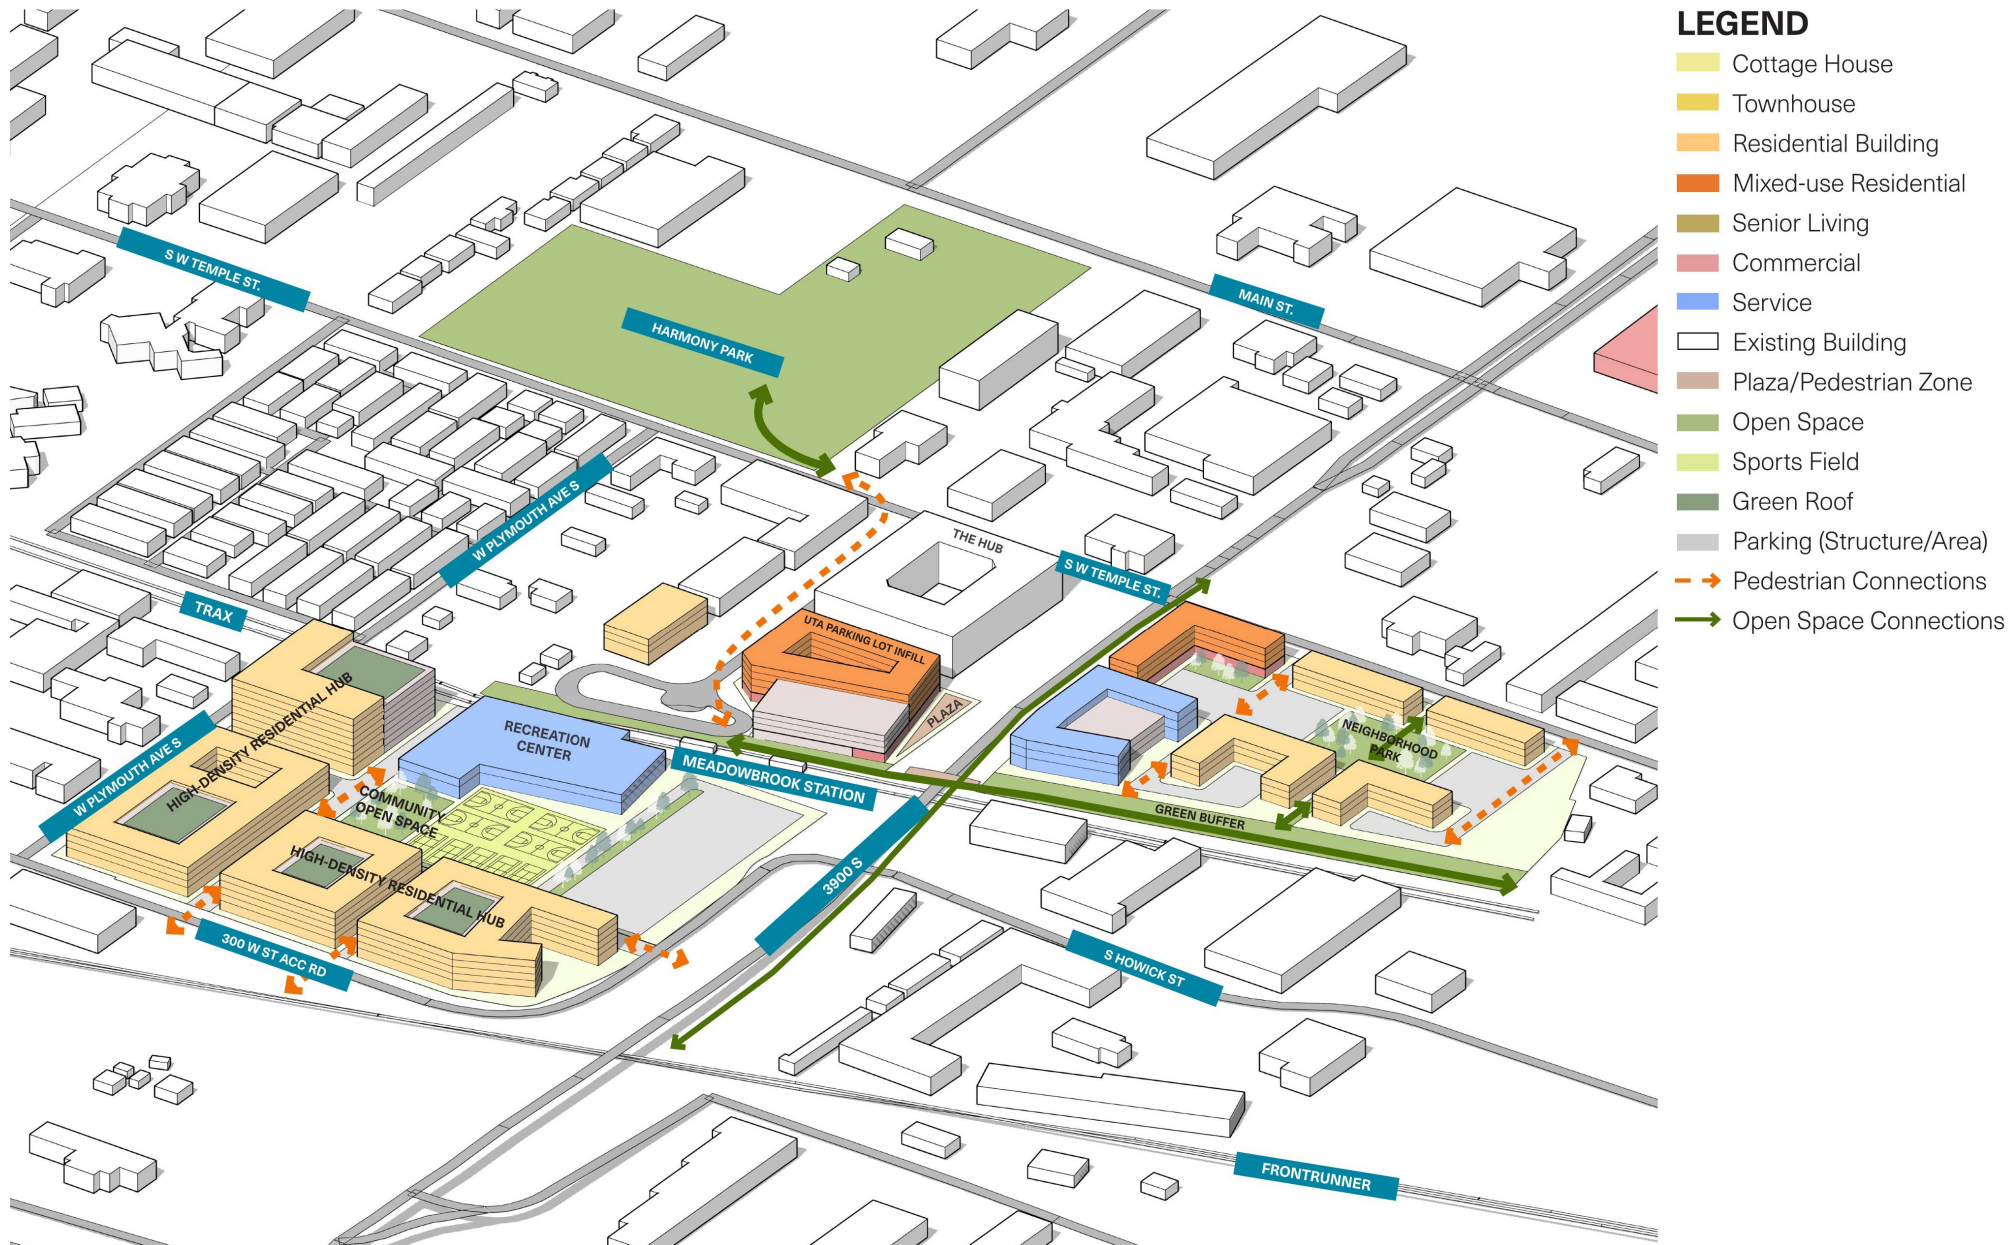 LEGEND
Cottage House
Townhouse
Residential Building
Mixed-use Residential
Senior Living
Commercial
Service
Existing Building
Plaza/Pedestrian Zone
Open Space
Sports Field
Green Roof
Parking (Structure/Area)
Pedestrian Connections
Open Space Connections
S W TEMPLE ST.
MAIN ST.
HARMONY PARK
W PLYMOUTH AVE S
THE HUB
S W TEMPLE ST.
TRAX
UTA PARKING LOT INFILL
PLAZA
HIGH-DENSITY RESIDENTIAL HUB
RECREATION
CENTER
NEIGHBORHOOD
PARK
W PLYMOUTH AVE S
MEADOWBROOK STATION
COMMUNITY
OPEN SPACE
GREEN BUFFER
HIGH-DENSITY RESIDENTIAL HUB
3900 S
300 W ST ACC RD
S HOWICK ST
FRONTRUNNER